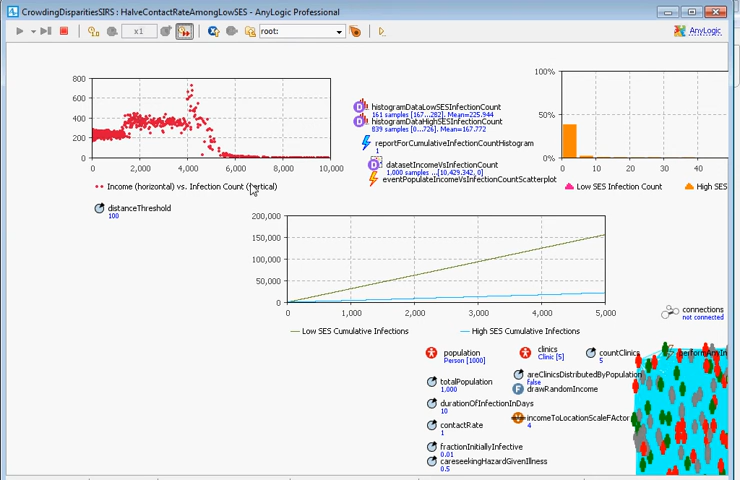 CrowdingDisparitiesSIRS : HalveContactRateAmongLowSES - AnyLogic Professional
x1
root:
AnyLogic
800
600
400
200
0
0
2,000
4,000
6,000
8,000
10,000
Income (horizontal) vs. Infection Count (vertical)
distanceThreshold
100
histogramDataLowSESInfectionCount
161 samples [167...282]. Mean=225.944
histogramDataHighSESInfectionCount
839 samples [0...726]. Mean=167.772
reportForCumulativeInfectionCountHistogram
1
datasetIncomeVsInfectionCount
1,000 samples ...[10,429.342, 0]
eventPopulateIncomeVsInfectionCountScatterplot
100%
50%
0%
0
20
40
Low SES Infection Count
High SES
200,000
150,000
100,000
50,000
0
0
1,000
2,000
3,000
4,000
5,000
Low SES Cumulative Infections
High SES Cumulative Infections
connections
not connected
population
Person [1000]
clinics
Clinic [5]
countClinics
5
totalPopulation
1,000
areClinicsDistributedByPopulation
false
drawRandomIncome
durationOfInfectionInDays
10
incomeToLocationScaleFActor
4
contactRate
1
fractionInitiallyInfective
0.01
careseekingHazardGivenIllness
0.5